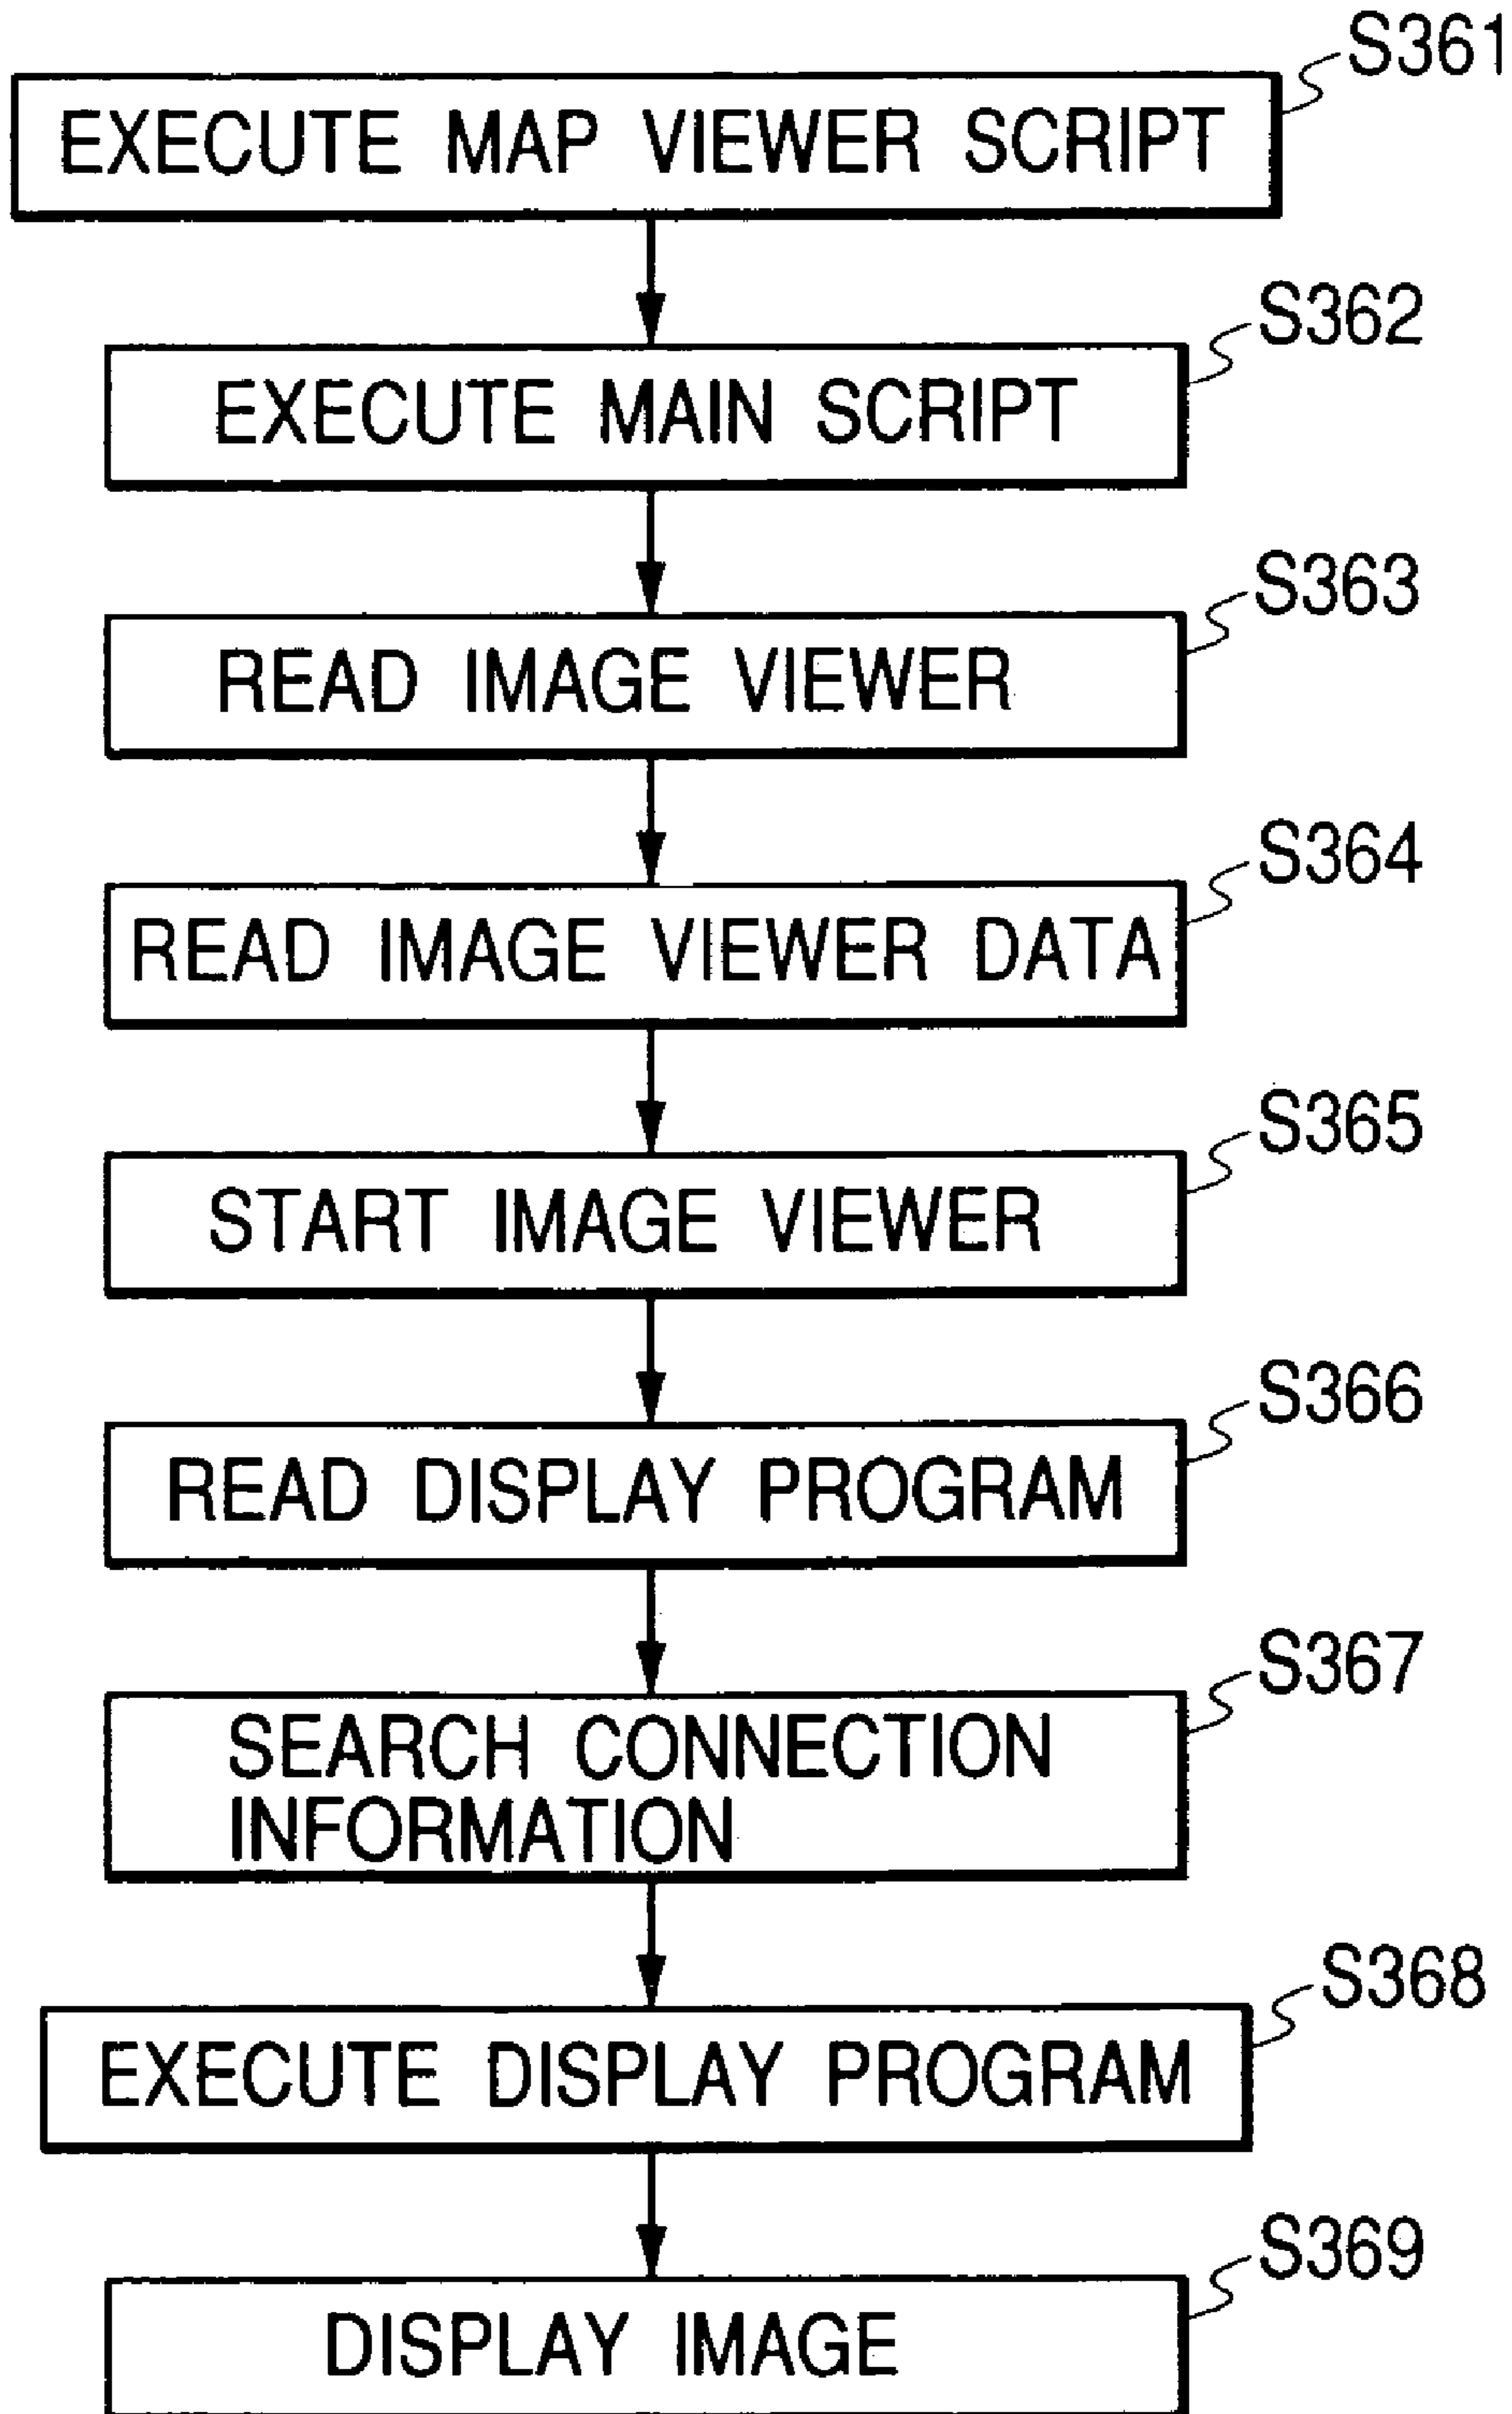 S361
EXECUTE MAP VIEWER SCRIPT
S362
EXECUTE MAIN SCRIPT
S363
READ IMAGE VIEWER
S364
READ IMAGE VIEWER DATA
S365
START IMAGE VIEWER
S366
READ DISPLAY PROGRAM
S367
SEARCH CONNECTION
INFORMATION
S368
EXECUTE DISPLAY PROGRAM
S369
DISPLAY IMAGE